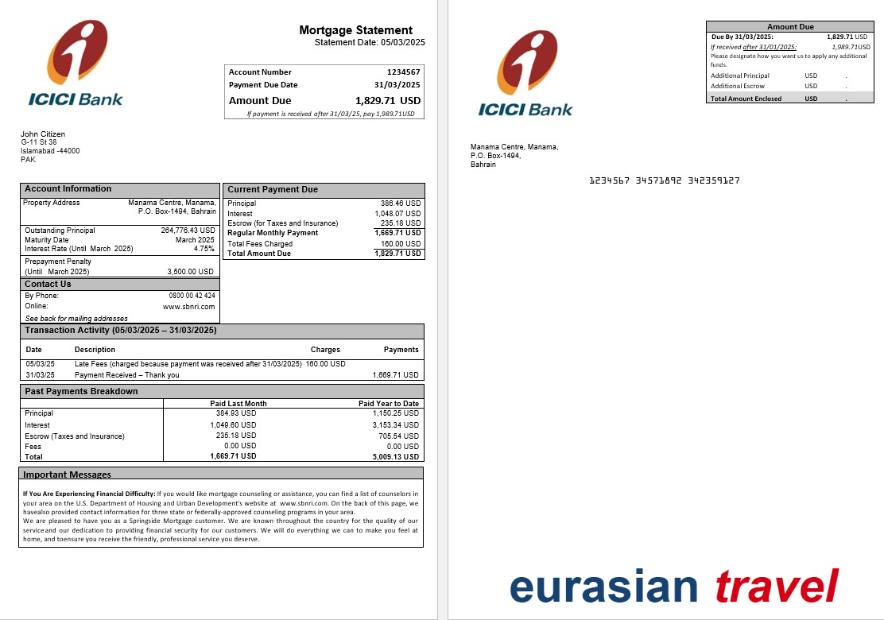 ICICI Bank
Mortgage Statement
Statement Date: 05/03/2025
Account Number 1234567
Payment Due Date 31/03/2025
Amount Due 1,829.71 USD
If payment is received after 31/03/25, pay 1,989.71USD
John Citizen
G-11 St 38
Islamabad -44000
PAK
Account Information
Property Address Manama Centre, Manama,
P.O. Box-1494, Bahrain
Outstanding Principal 264,776.43 USD
Maturity Date March 2025
Interest Rate (Until March 2025) 4.75%
Prepayment Penalty
(Until March 2025) 3,500.00 USD
Contact Us
By Phone: 0800 00 42 424
Online: www.sbnri.com
See back for mailing addresses
Current Payment Due
Principal 386.46 USD
Interest 1,048.07 USD
Escrow (for Taxes and Insurance) 235.18 USD
Regular Monthly Payment 1,669.71 USD
Total Fees Charged 160.00 USD
Total Amount Due 1,829.71 USD
Transaction Activity (05/03/2025 – 31/03/2025)
Date Description Charges Payments
05/03/25 Late Fees (charged because payment was received after 31/03/2025) 160.00 USD
31/03/25 Payment Received – Thank you 1,669.71 USD
Past Payments Breakdown
Paid Last Month Paid Year to Date
Principal 384.93 USD 1,150.25 USD
Interest 1,049.60 USD 3,153.34 USD
Escrow (Taxes and Insurance) 235.18 USD 705.54 USD
Fees 0.00 USD 0.00 USD
Total 1,669.71 USD 5,009.13 USD
Important Messages
If You Are Experiencing Financial Difficulty: If you would like mortgage counseling or assistance, you can find a list of counselors in
your area on the U.S. Department of Housing and Urban Development's website at www.sbnri.com. On the back of this page, we
havealso provided contact information for three state or federally-approved counseling programs in your area.
We are pleased to have you as a Springside Mortgage customer. We are known throughout the country for the quality of our
serviceand our dedication to providing financial security for our customers. We will do everything we can to make you feel at
home, and toensure you receive the friendly, professional service you deserve.
ICICI Bank
Amount Due
Due By 31/03/2025: 1,829.71 USD
If received after 31/01/2025: 1,989.71USD
Please designate how you want us to apply any additional
funds.
Additional Principal USD .
Additional Escrow USD .
Total Amount Enclosed USD .
Manama Centre, Manama,
P.O. Box-1494,
Bahrain
1234567 34571892 342359127
eurasian travel